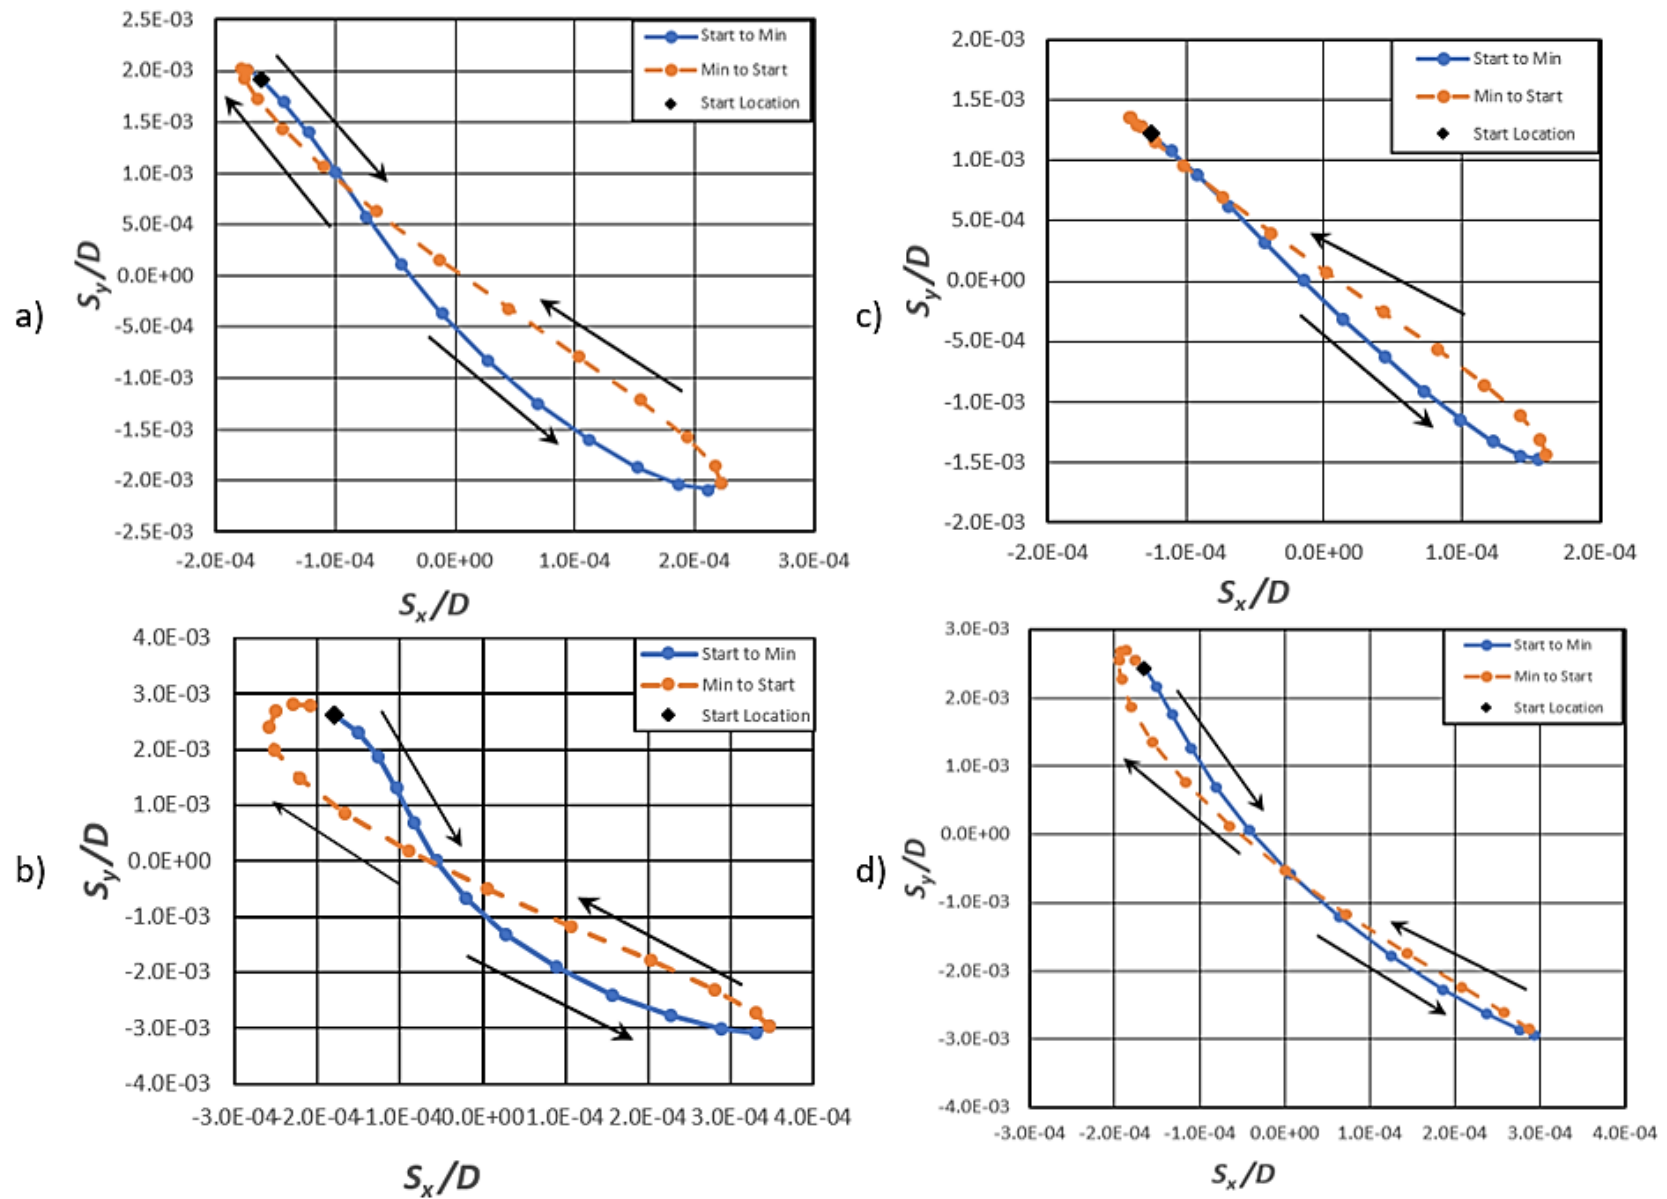 a)
2.5E-03
2.0E-03
1.5E-03
1.0E-03
5.0E-04
0.0E+00
-5.0E-04
-1.0E-03
-1.5E-03
-2.0E-03
-2.5E-03
Sy/D
Start to Min
Min to Start
Start Location
-2.0E-04 -1.0E-04 0.0E+00 1.0E-04 2.0E-04 3.0E-04
Sx/D
c)
2.0E-03
1.5E-03
1.0E-03
5.0E-04
0.0E+00
-5.0E-04
-1.0E-03
-1.5E-03
-2.0E-03
Sy/D
Start to Min
Min to Start
Start Location
-2.0E-04 -1.0E-04 0.0E+00 1.0E-04 2.0E-04
Sx/D
b)
4.0E-03
3.0E-03
2.0E-03
1.0E-03
0.0E+00
-1.0E-03
-2.0E-03
-3.0E-03
-4.0E-03
Sy/D
Start to Min
Min to Start
Start Location
-3.0E-04-2.0E-04-1.0E-040.0E+001.0E-04 2.0E-04 3.0E-04 4.0E-04
Sx/D
d)
3.0E-03
2.0E-03
1.0E-03
0.0E+00
-1.0E-03
-2.0E-03
-3.0E-03
-4.0E-03
Sy/D
Start to Min
Min to Start
Start Location
-3.0E-04 -2.0E-04 -1.0E-04 0.0E+00 1.0E-04 2.0E-04 3.0E-04 4.0E-04
Sx/D